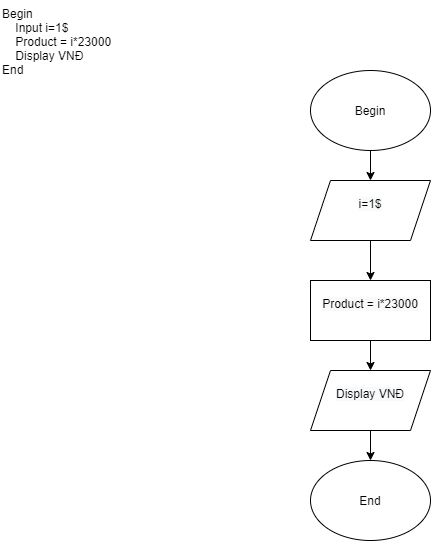 Begin
Input i=1$
Product = i*23000
Display VNĐ
End
Begin
i=1$
Product = i*23000
Display VNĐ
End